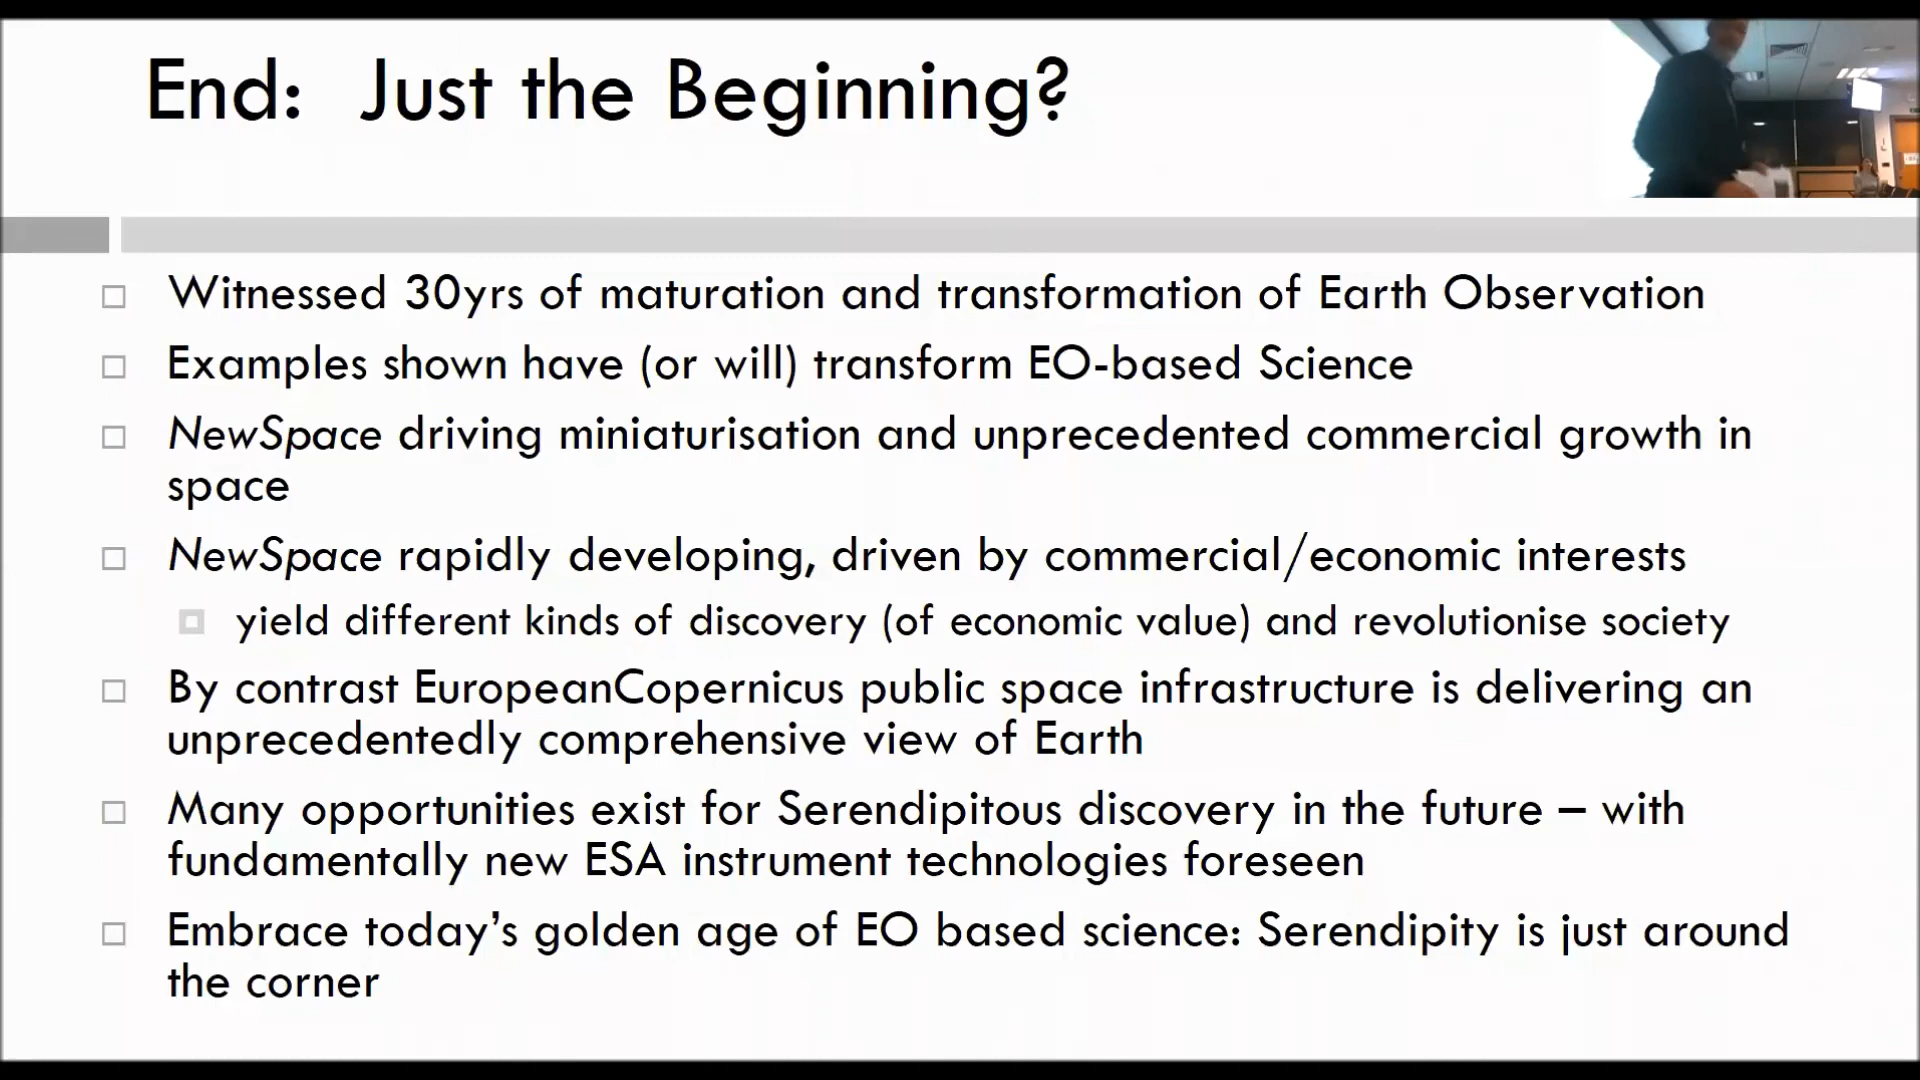 End: Just the Beginning?
Witnessed 30yrs of maturation and transformation of Earth Observation
Examples shown have (or will) transform EO-based Science
NewSpace driving miniaturisation and unprecedented commercial growth in
space
NewSpace rapidly developing, driven by commercial/economic interests
yield different kinds of discovery (of economic value) and revolutionise society
By contrast EuropeanCopernicus public space infrastructure is delivering an
unprecedentedly comprehensive view of Earth
Many opportunities exist for Serendipitous discovery in the future – with
fundamentally new ESA instrument technologies foreseen
Embrace today’s golden age of EO based science: Serendipity is just around
the corner